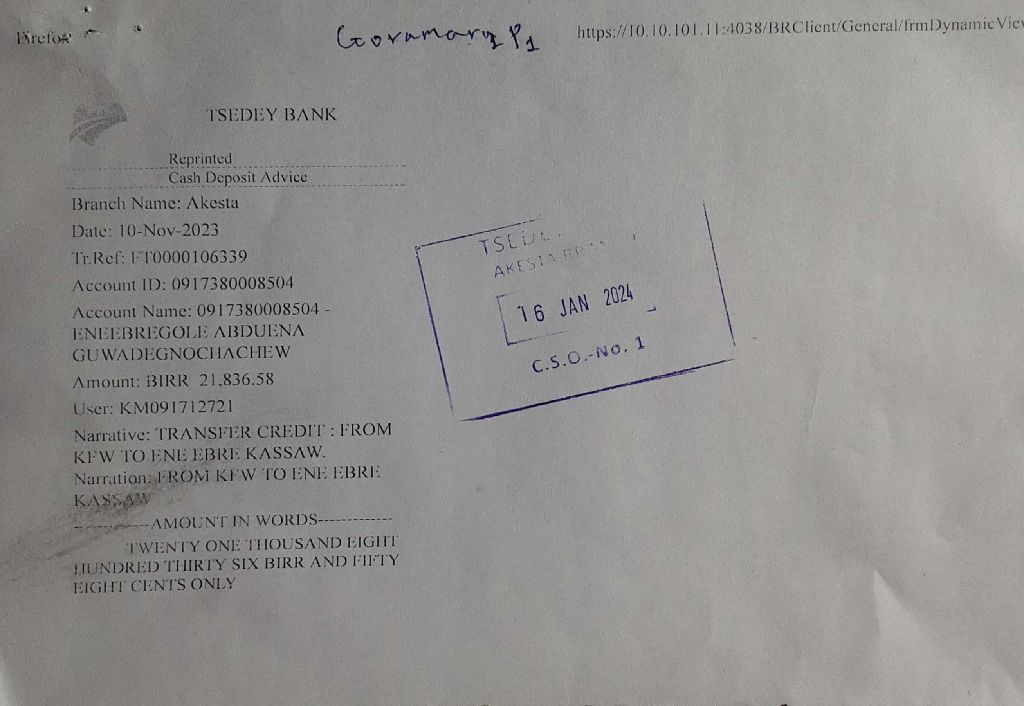 Firefox
https://10.10.101.11:4038/BRClient/General/frmDynamicView
TSEDEY BANK
Reprinted
Cash Deposit Advice
Branch Name: Akesta
Date: 10-Nov-2023
Tr.Ref: FT0000106339
Account ID: 0917380008504
Account Name: 0917380008504 -
ENEEBREGOLE ABDUENA
GUWADEGNOCHACHEW
Amount: BIRR 21,836.58
User: KM091712721
Narrative: TRANSFER CREDIT : FROM
KFW TO ENE EBRE KASSAW.
Narration: FROM KFW TO ENE EBRE
KASSAW
------------AMOUNT IN WORDS-------------
TWENTY ONE THOUSAND EIGHT
HUNDRED THIRTY SIX BIRR AND FIFTY
EIGHT CENTS ONLY
16 JAN 2024
C.S.O.-No. 1